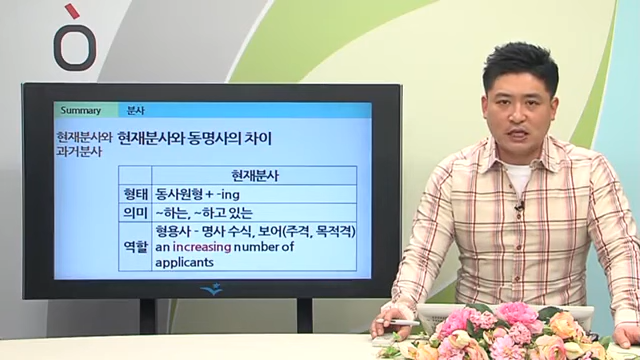 Summary 분사
현재분사와 현재분사와 동명사의 차이
과거분사
현재분사
형태 동사원형 + -ing
의미 ~하는, ~하고 있는
역할 형용사 - 명사 수식, 보어(주격, 목적격)
an increasing number of
applicants